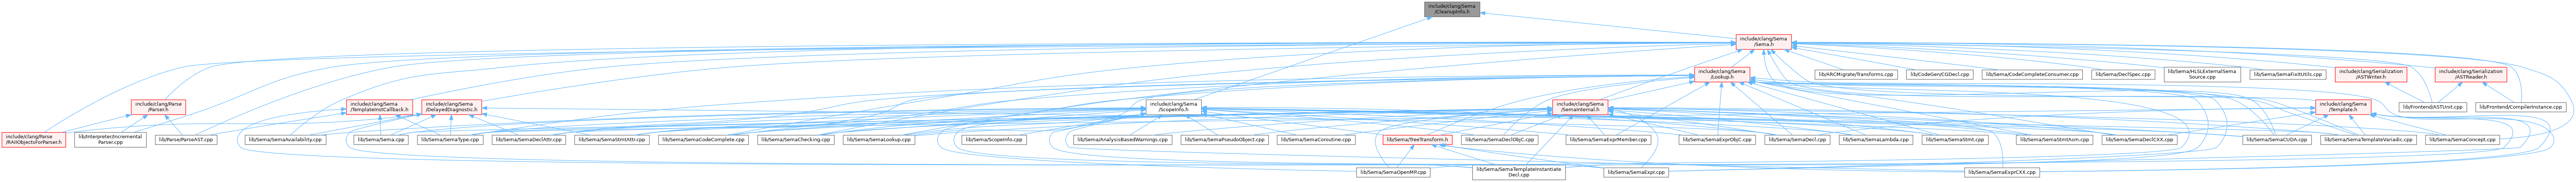 include/clang/Sema
/CleanupInfo.h
include/clang/Sema
/Sema.h
include/clang/Sema
/Lookup.h
lib/ARCMigrate/Transforms.cpp
lib/CodeGen/CGDecl.cpp
lib/Sema/CodeCompleteConsumer.cpp
lib/Sema/DeclSpec.cpp
lib/Sema/HLSLExternalSema
Source.cpp
lib/Sema/SemaFixItUtils.cpp
include/clang/Serialization
/ASTWriter.h
include/clang/Serialization
/ASTReader.h
include/clang/Parse
/Parser.h
include/clang/Sema
/TemplateInstCallback.h
include/clang/Sema
/DelayedDiagnostic.h
include/clang/Sema
/ScopeInfo.h
include/clang/Sema
/SemaInternal.h
include/clang/Sema
/Template.h
lib/Frontend/ASTUnit.cpp
lib/Frontend/CompilerInstance.cpp
include/clang/Parse
/RAIIObjectsForParser.h
lib/Interpreter/Incremental
Parser.cpp
lib/Parse/ParseAST.cpp
lib/Sema/SemaAvailability.cpp
lib/Sema/Sema.cpp
lib/Sema/SemaType.cpp
lib/Sema/SemaDeclAttr.cpp
lib/Sema/SemaStmtAttr.cpp
lib/Sema/SemaCodeComplete.cpp
lib/Sema/SemaChecking.cpp
lib/Sema/SemaLookup.cpp
lib/Sema/ScopeInfo.cpp
lib/Sema/AnalysisBasedWarnings.cpp
lib/Sema/SemaPseudoObject.cpp
lib/Sema/SemaCoroutine.cpp
lib/Sema/TreeTransform.h
lib/Sema/SemaDeclObjC.cpp
lib/Sema/SemaExprMember.cpp
lib/Sema/SemaExprObjC.cpp
lib/Sema/SemaDecl.cpp
lib/Sema/SemaLambda.cpp
lib/Sema/SemaStmt.cpp
lib/Sema/SemaStmtAsm.cpp
lib/Sema/SemaDeclCXX.cpp
lib/Sema/SemaCUDA.cpp
lib/Sema/SemaTemplateVariadic.cpp
lib/Sema/SemaConcept.cpp
lib/Sema/SemaOpenMP.cpp
lib/Sema/SemaTemplateInstantiate
Decl.cpp
lib/Sema/SemaExpr.cpp
lib/Sema/SemaExprCXX.cpp